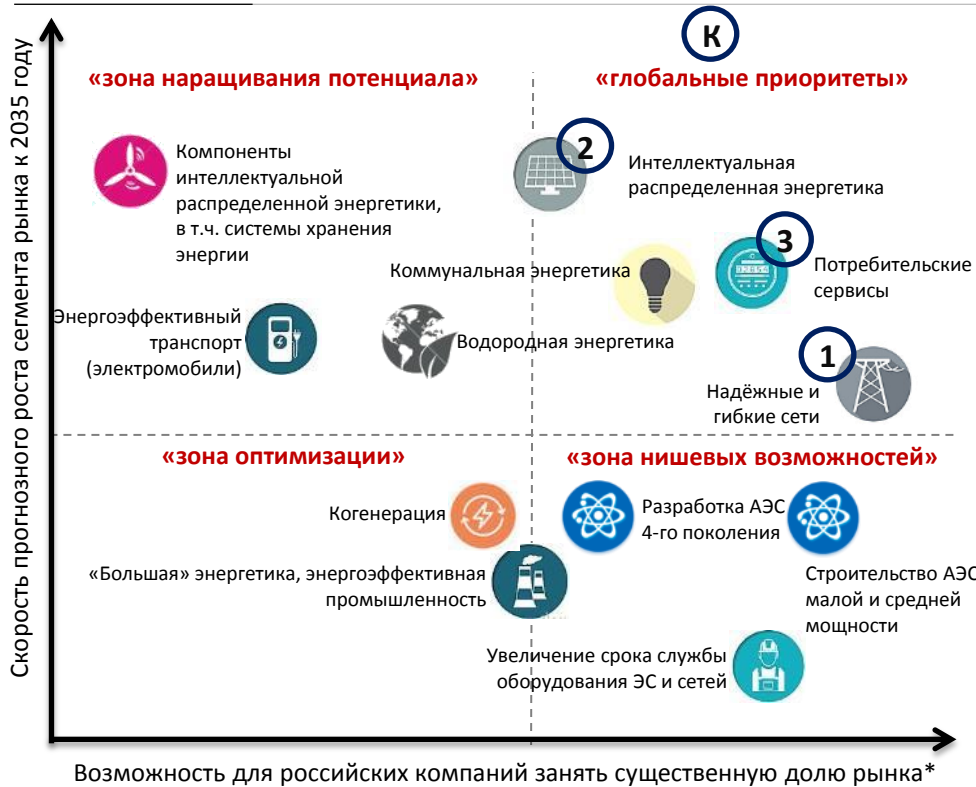 К
«зона наращивания потенциала»
«глобальные приоритеты»
Скорость прогнозного роста сегмента рынка к 2035 году
Компоненты
интеллектуальной
распределенной энергетики,
в т.ч. системы хранения
энергии
2
Интеллектуальная
распределенная энергетика
Коммунальная энергетика
3
Потребительские
сервисы
Энергоэффективный
транспорт
(электромобили)
Водородная энергетика
1
Надёжные и
гибкие сети
«зона оптимизации»
«зона нишевых возможностей»
Когенерация
Разработка АЭС
4-го поколения
«Большая» энергетика, энергоэффективная
промышленность
Строительство АЭС
малой и средней
мощности
Увеличение срока службы
оборудования ЭС и сетей
Возможность для российских компаний занять существенную долю рынка*